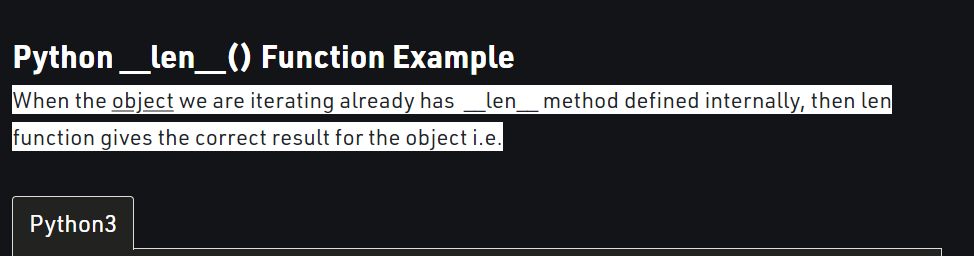 Python __len__() Function Example
When the object we are iterating already has  __len__ method defined internally, then len
function gives the correct result for the object i.e.
Python3